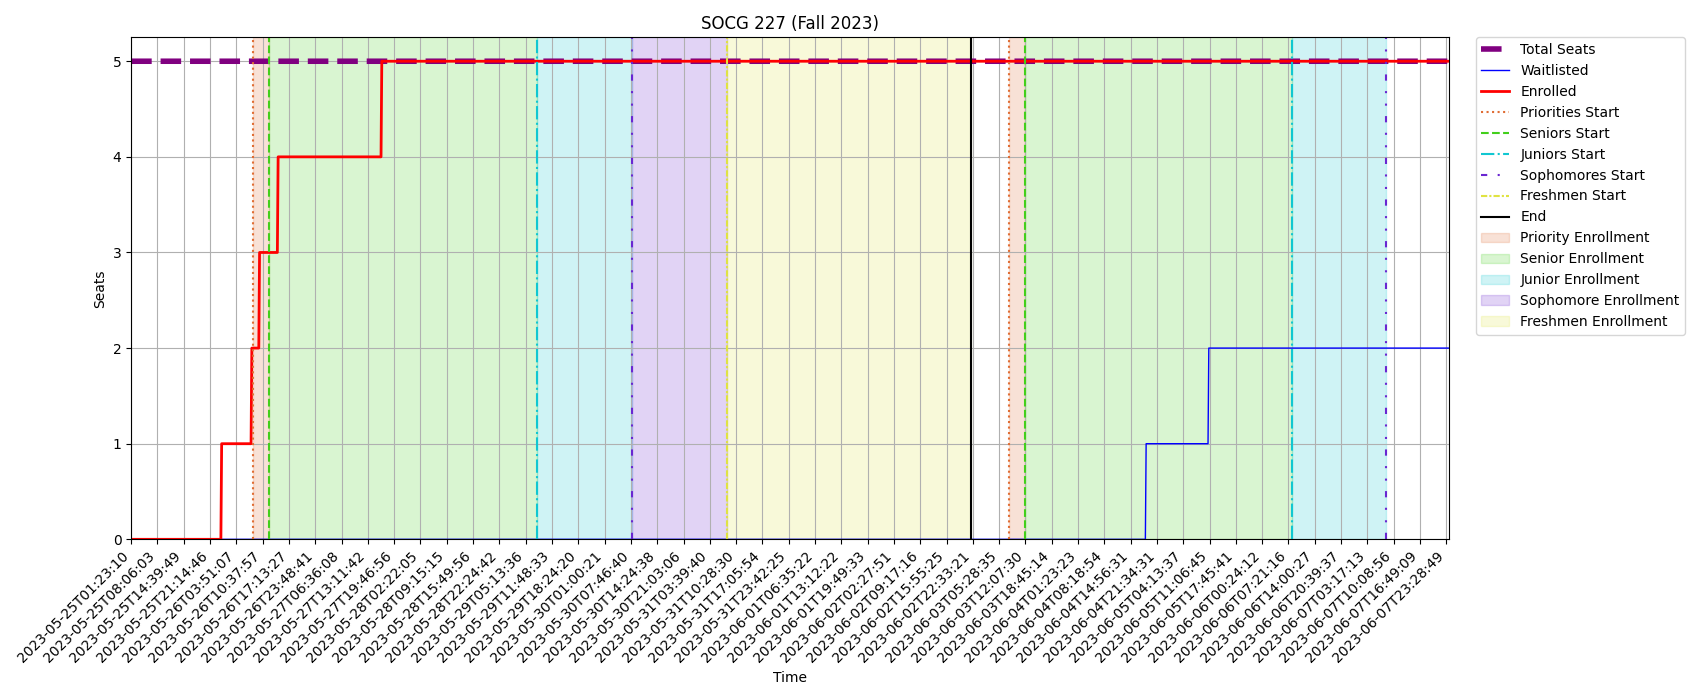 SOCG 227 (Fall 2023)
Seats
5
4
3
2
1
0
2023-05-25T01:23:10
2023-05-25T08:06:03
2023-05-25T14:39:49
2023-05-25T21:14:46
2023-05-26T03:51:07
2023-05-26T10:37:57
2023-05-26T17:13:27
2023-05-26T23:48:41
2023-05-27T06:36:08
2023-05-27T13:11:42
2023-05-27T19:46:56
2023-05-28T02:22:05
2023-05-28T09:15:15
2023-05-28T15:49:56
2023-05-28T22:24:42
2023-05-29T05:13:36
2023-05-29T11:48:33
2023-05-29T18:24:20
2023-05-30T01:00:21
2023-05-30T07:46:40
2023-05-30T14:24:38
2023-05-30T21:03:06
2023-05-31T03:39:40
2023-05-31T10:28:30
2023-05-31T17:05:54
2023-05-31T23:42:25
2023-06-01T06:35:22
2023-06-01T13:12:22
2023-06-01T19:49:33
2023-06-02T02:27:51
2023-06-02T09:17:16
2023-06-02T15:55:25
2023-06-02T22:33:21
2023-06-03T05:28:35
2023-06-03T12:07:30
2023-06-03T18:45:14
2023-06-04T01:23:23
2023-06-04T08:18:54
2023-06-04T14:56:31
2023-06-04T21:34:31
2023-06-05T04:13:37
2023-06-05T11:06:45
2023-06-05T17:45:41
2023-06-06T00:24:12
2023-06-06T07:21:16
2023-06-06T14:00:27
2023-06-06T20:39:37
2023-06-07T03:17:13
2023-06-07T10:08:56
2023-06-07T16:49:09
2023-06-07T23:28:49
Time
Total Seats
Waitlisted
Enrolled
Priorities Start
Seniors Start
Juniors Start
Sophomores Start
Freshmen Start
End
Priority Enrollment
Senior Enrollment
Junior Enrollment
Sophomore Enrollment
Freshmen Enrollment